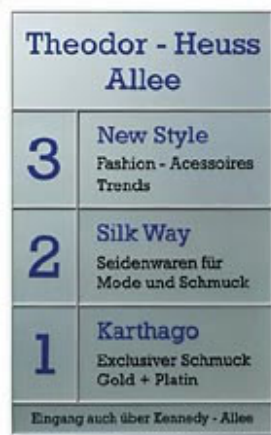 Theodor - Heuss
Allee
3
New Style
Fashion - Acessoires
Trends
2
Silk Way
Seidenwaren für
Mode und Schmuck
1
Karthago
Exclusiver Schmuck
Gold + Platin
Eingang auch über Kennedy - Allee